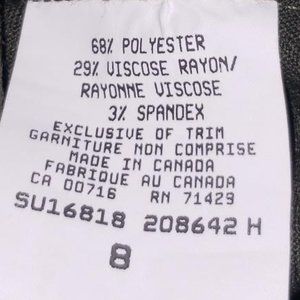 68% POLYESTER
29% VISCOSE RAYON/
RAYONNE VISCOSE
3% SPANDEX
EXCLUSIVE OF TRIM
GARNITURE NON COMPRISE
MADE IN CANADA
FABRIQUE AU CANADA
CA 00716 RN 71429
SU16818 208642 H
8